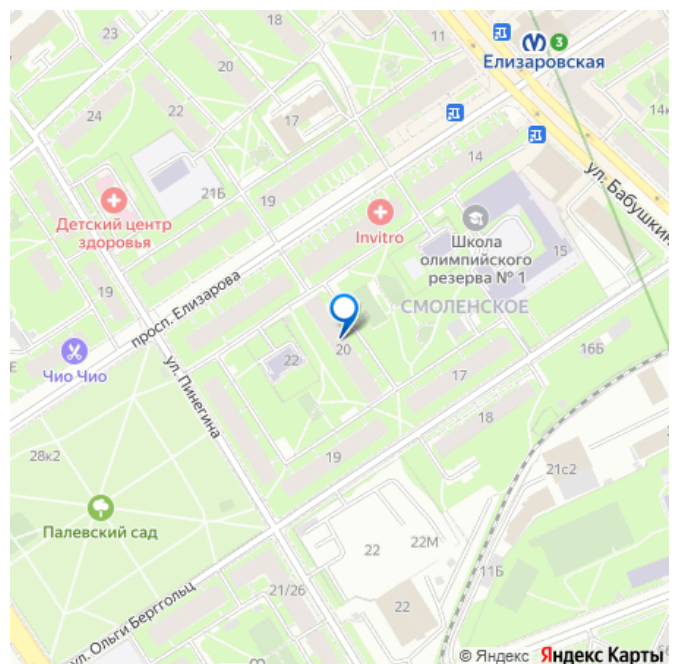 18
23
11
3
Елизаровская
20
22
24
17
14к
14
ул. Бабушкин
21Б
19
Детский центр
здоровья
Invitro
Школа
олимпийского
резерва № 1
15
19
просп. Елизарова
СМОЛЕНСКОЕ
20
22
16Б
Е
Чио Чио
ул. Пинегина
17
18
28к2
19
21с2
Палевский сад
22
22М
11Б
21/26
22
ул. Ольги Берггольц
© Яндекс Яндекс Карты